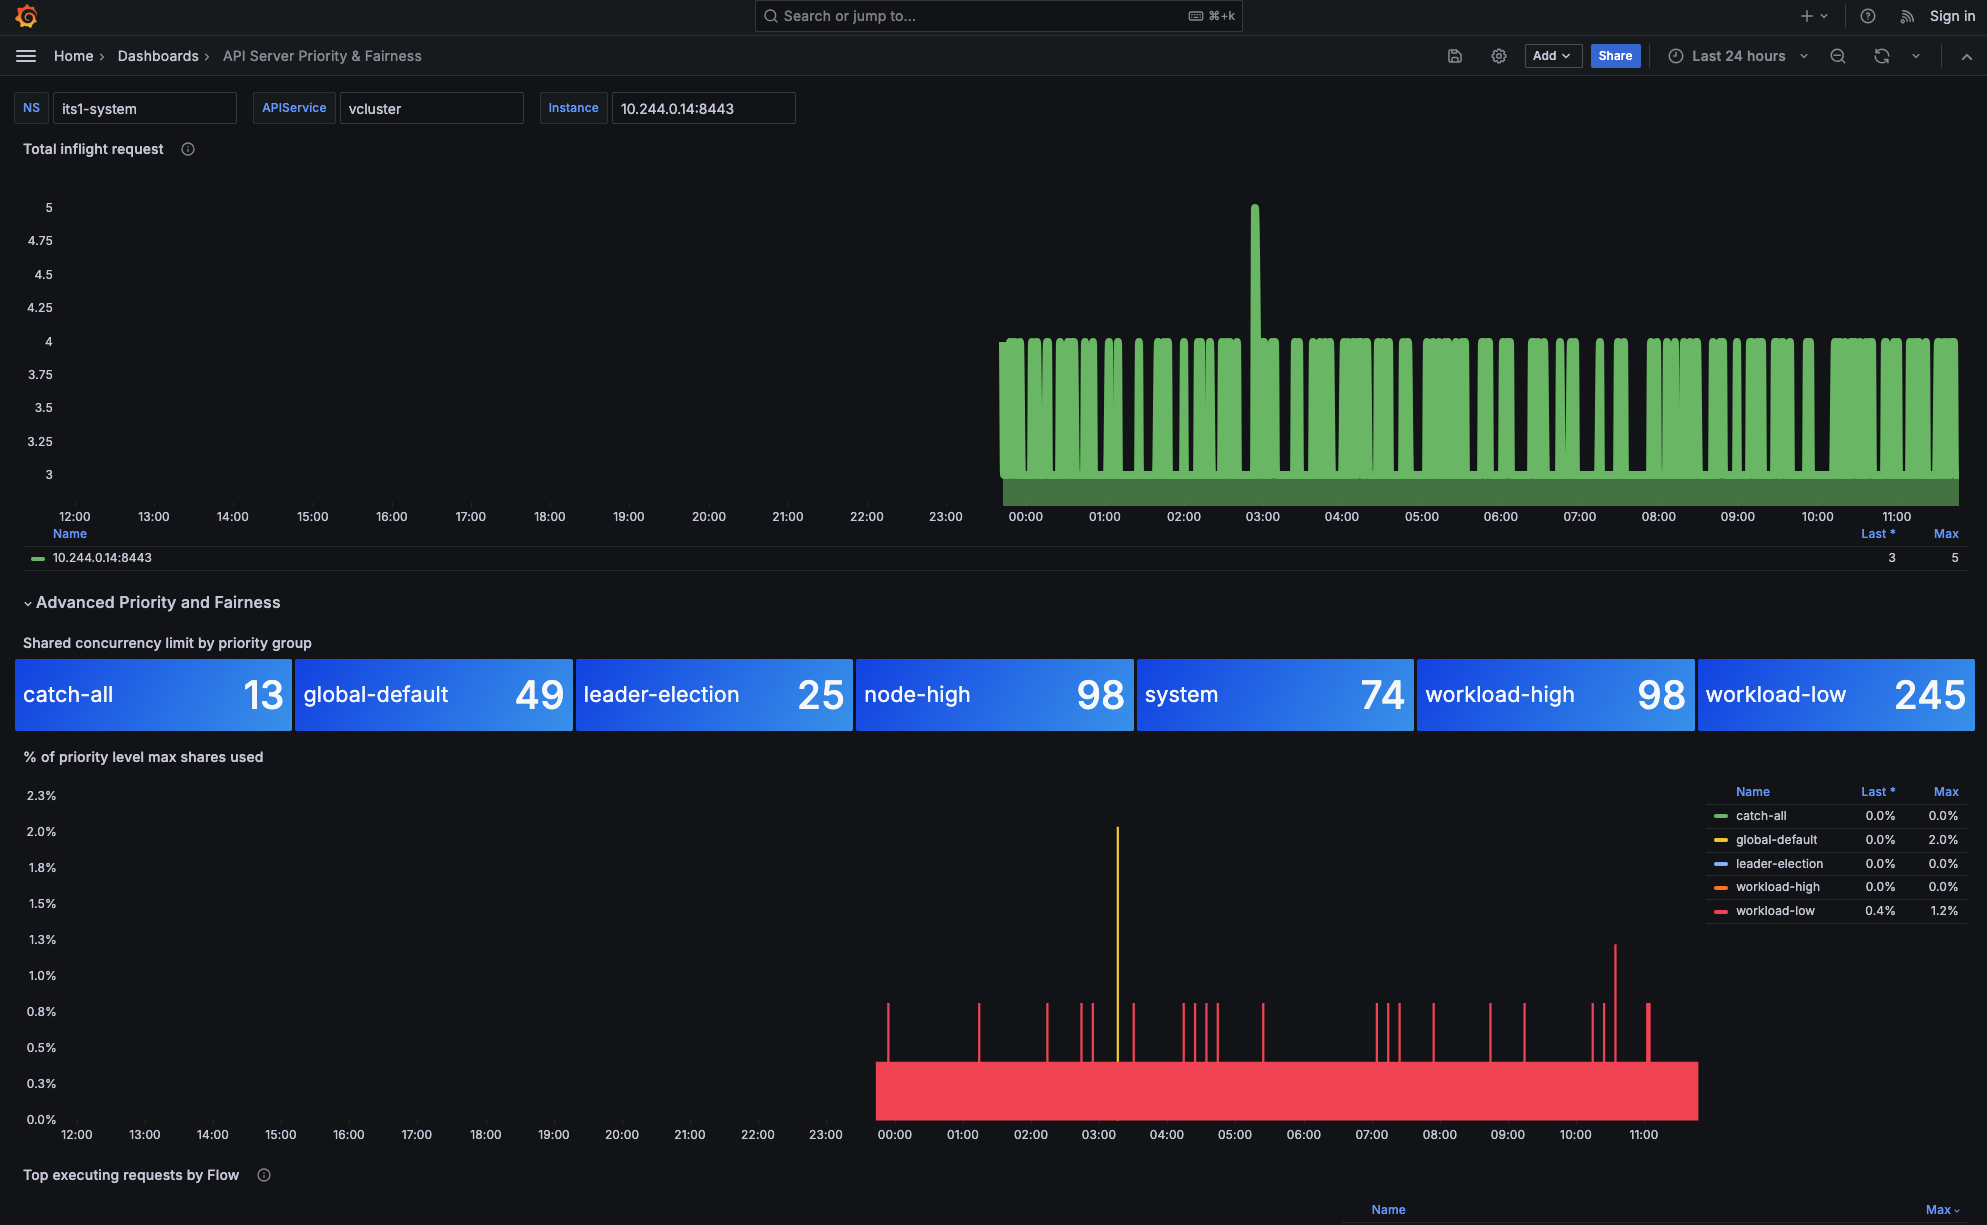 Search or jump to...
⌘+k
Sign in
Home › Dashboards › API Server Priority & Fairness
Add
Share
Last 24 hours
NS
its1-system
APIService
vcluster
Instance
10.244.0.14:8443
Total inflight request
5
4.75
4.5
4.25
4
3.75
3.5
3.25
3
12:00 13:00 14:00 15:00 16:00 17:00 18:00 19:00 20:00 21:00 22:00 23:00 00:00 01:00 02:00 03:00 04:00 05:00 06:00 07:00 08:00 09:00 10:00 11:00
Name Last * Max
10.244.0.14:8443 3 5
Advanced Priority and Fairness
Shared concurrency limit by priority group
catch-all 13
global-default 49
leader-election 25
node-high 98
system 74
workload-high 98
workload-low 245
% of priority level max shares used
2.3%
2.0%
1.8%
1.5%
1.3%
1.0%
0.8%
0.5%
0.3%
0.0%
12:00 13:00 14:00 15:00 16:00 17:00 18:00 19:00 20:00 21:00 22:00 23:00 00:00 01:00 02:00 03:00 04:00 05:00 06:00 07:00 08:00 09:00 10:00 11:00
Name Last * Max
catch-all 0.0% 0.0%
global-default 0.0% 2.0%
leader-election 0.0% 0.0%
workload-high 0.0% 0.0%
workload-low 0.4% 1.2%
Top executing requests by Flow
Name Max